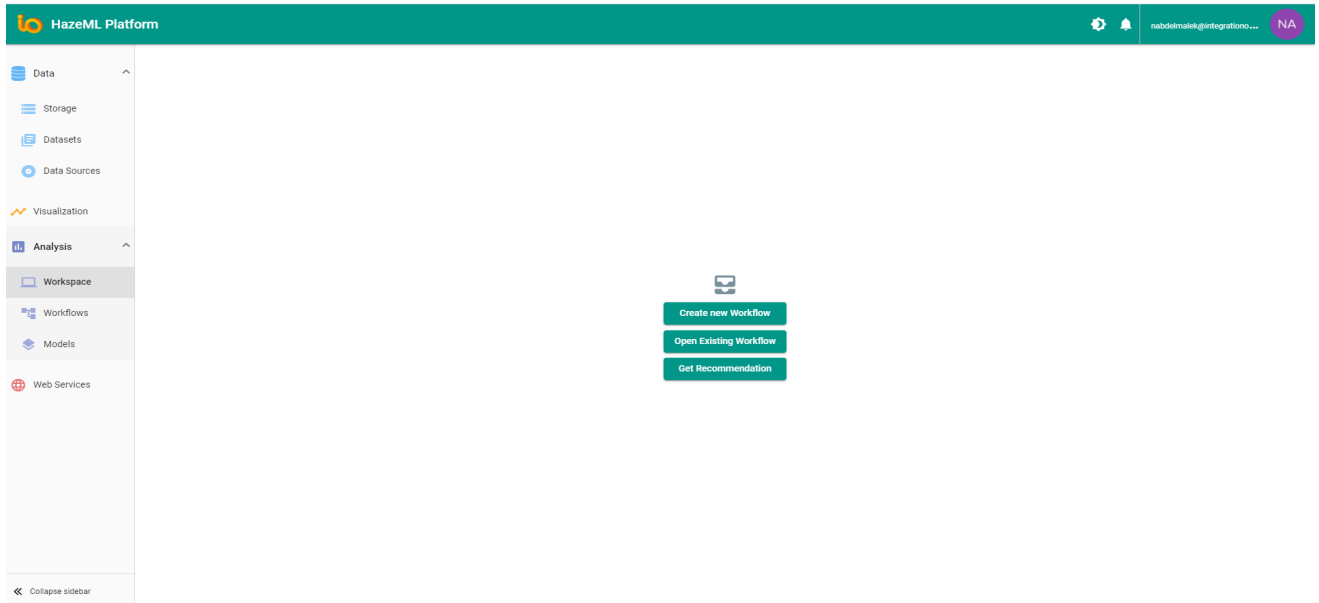 io HazeML Platform
nabdelmalek@integrationo...
NA
Data
Storage
Datasets
Data Sources
Visualization
Analysis
Workspace
Workflows
Models
Web Services
Create new Workflow
Open Existing Workflow
Get Recommendation
Collapse sidebar